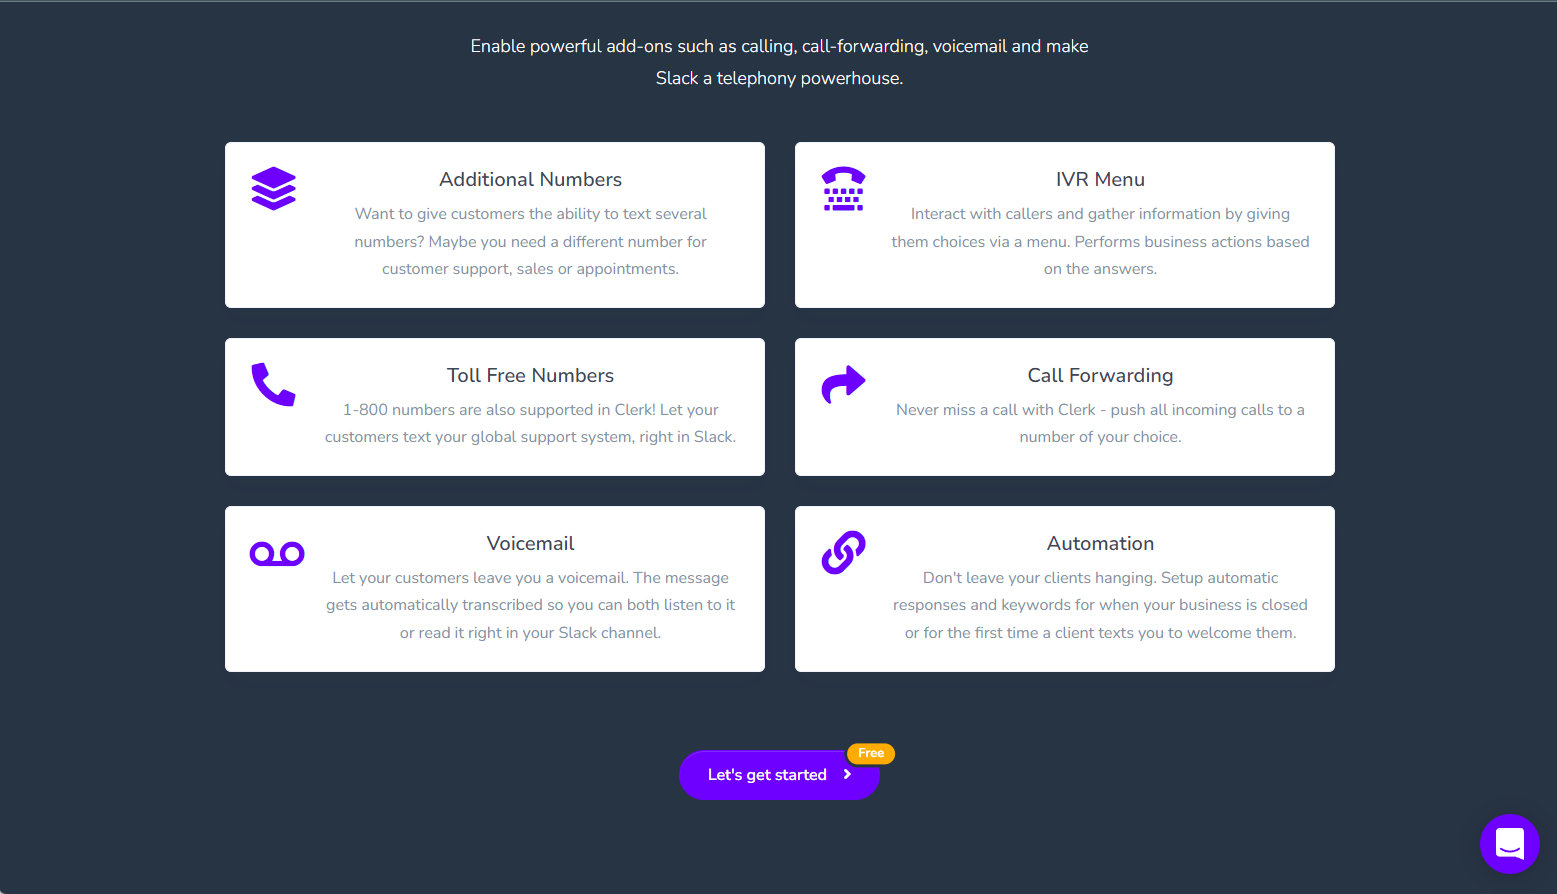 Enable powerful add-ons such as calling, call-forwarding, voicemail and make
Slack a telephony powerhouse.
Additional Numbers
Want to give customers the ability to text several
numbers? Maybe you need a different number for
customer support, sales or appointments.
IVR Menu
Interact with callers and gather information by giving
them choices via a menu. Performs business actions based
on the answers.
Toll Free Numbers
1-800 numbers are also supported in Clerk! Let your
customers text your global support system, right in Slack.
Call Forwarding
Never miss a call with Clerk - push all incoming calls to a
number of your choice.
Voicemail
Let your customers leave you a voicemail. The message
gets automatically transcribed so you can both listen to it
or read it right in your Slack channel.
Automation
Don't leave your clients hanging. Setup automatic
responses and keywords for when your business is closed
or for the first time a client texts you to welcome them.
Free
Let's get started